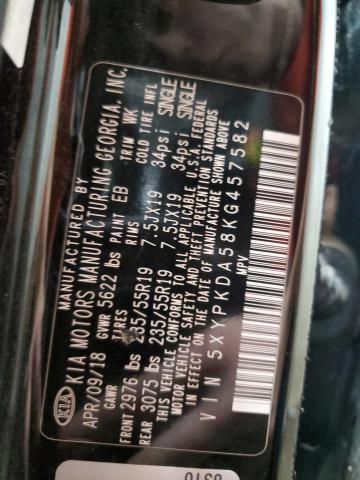 KIA
MANUFACTURED BY
KIA MOTORS MANUFACTURING GEORGIA, INC.
APR/09/18 GVWR 5622 lbs PAINT EB TRIM WK
GAWR TIRES RIMS COLD TIRE INFL
FRONT 2976 lbs 235/55R19 7.5JX19 34psi SINGLE
REAR 3075 lbs 235/55R19 7.5JX19 34psi SINGLE
THIS VEHICLE CONFORMS TO ALL APPLICABLE U.S.A. FEDERAL
MOTOR VEHICLE SAFETY AND THEFT PREVENTION STANDARDS
IN EFFECT ON THE DATE OF MANUFACTURE SHOWN ABOVE
VIN 5XYPKDA58KG457582
MPV